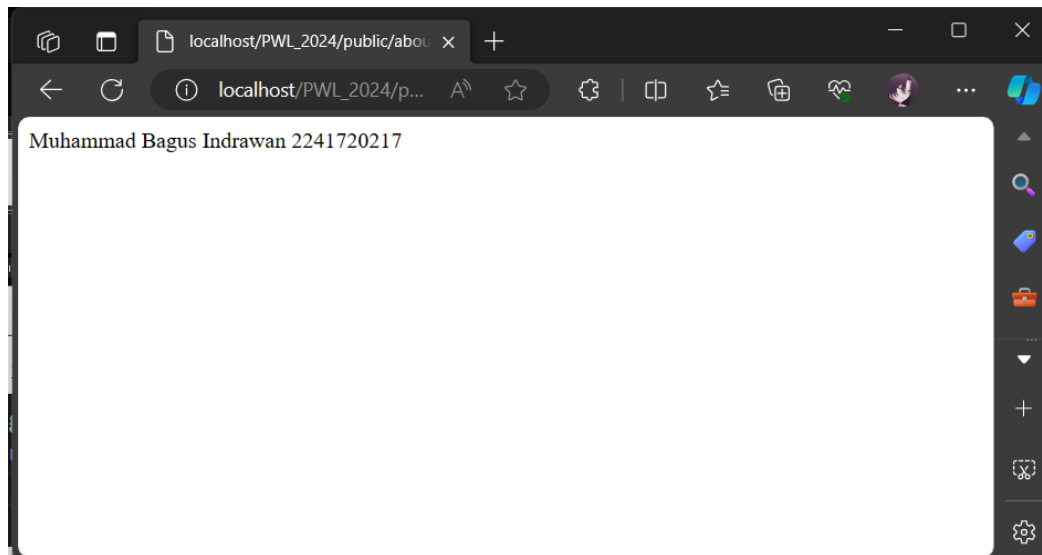 localhost/PWL_2024/public/abou
localhost/PWL_2024/p...
Muhammad Bagus Indrawan 2241720217